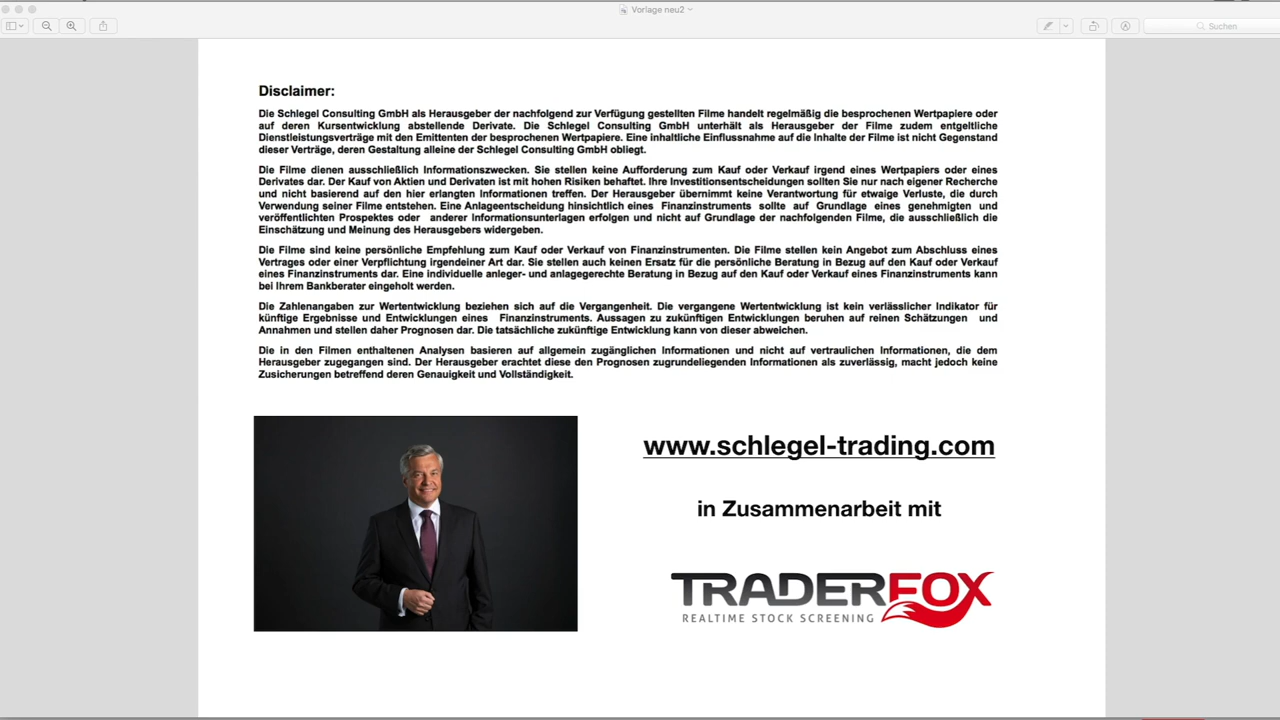 Vorlage neu2
Suchen
Disclaimer:
Die Schlegel Consulting GmbH als Herausgeber der nachfolgend zur Verfügung gestellten Filme handelt regelmäßig die besprochenen Wertpapiere oder
auf deren Kursentwicklung abstellende Derivate. Die Schlegel Consulting GmbH unterhält als Herausgeber der Filme zudem entgeltliche
Dienstleistungsverträge mit den Emittenten der besprochenen Wertpapiere. Eine inhaltliche Einflussnahme auf die Inhalte der Filme ist nicht Gegenstand
dieser Verträge, deren Gestaltung alleine der Schlegel Consulting GmbH obliegt.
Die Filme dienen ausschließlich Informationszwecken. Sie stellen keine Aufforderung zum Kauf oder Verkauf irgend eines Wertpapiers oder eines
Derivates dar. Der Kauf von Aktien und Derivaten ist mit hohen Risiken behaftet. Ihre Investitionsentscheidungen sollten Sie nur nach eigener Recherche
und nicht basierend auf den hier erlangten Informationen treffen. Der Herausgeber übernimmt keine Verantwortung für etwaige Verluste, die durch
Verwendung seiner Filme entstehen. Eine Anlageentscheidung hinsichtlich eines Finanzinstruments sollte auf Grundlage eines genehmigten und
veröffentlichten Prospektes oder anderer Informationsunterlagen erfolgen und nicht auf Grundlage der nachfolgenden Filme, die ausschließlich die
Einschätzung und Meinung des Herausgebers widergeben.
Die Filme sind keine persönliche Empfehlung zum Kauf oder Verkauf von Finanzinstrumenten. Die Filme stellen kein Angebot zum Abschluss eines
Vertrages oder einer Verpflichtung irgendeiner Art dar. Sie stellen auch keinen Ersatz für die persönliche Beratung in Bezug auf den Kauf oder Verkauf
eines Finanzinstruments dar. Eine individuelle anleger- und anlagegerechte Beratung in Bezug auf den Kauf oder Verkauf eines Finanzinstruments kann
bei Ihrem Bankberater eingeholt werden.
Die Zahlenangaben zur Wertentwicklung beziehen sich auf die Vergangenheit. Die vergangene Wertentwicklung ist kein verlässlicher Indikator für
künftige Ergebnisse und Entwicklungen eines Finanzinstruments. Aussagen zu zukünftigen Entwicklungen beruhen auf reinen Schätzungen und
Annahmen und stellen daher Prognosen dar. Die tatsächliche zukünftige Entwicklung kann von dieser abweichen.
Die in den Filmen enthaltenen Analysen basieren auf allgemein zugänglichen Informationen und nicht auf vertraulichen Informationen, die dem
Herausgeber zugegangen sind. Der Herausgeber erachtet diese den Prognosen zugrundeliegenden Informationen als zuverlässig, macht jedoch keine
Zusicherungen betreffend deren Genauigkeit und Vollständigkeit.
www.schlegel-trading.com
in Zusammenarbeit mit
TRADERFOX
REALTIME STOCK SCREENING